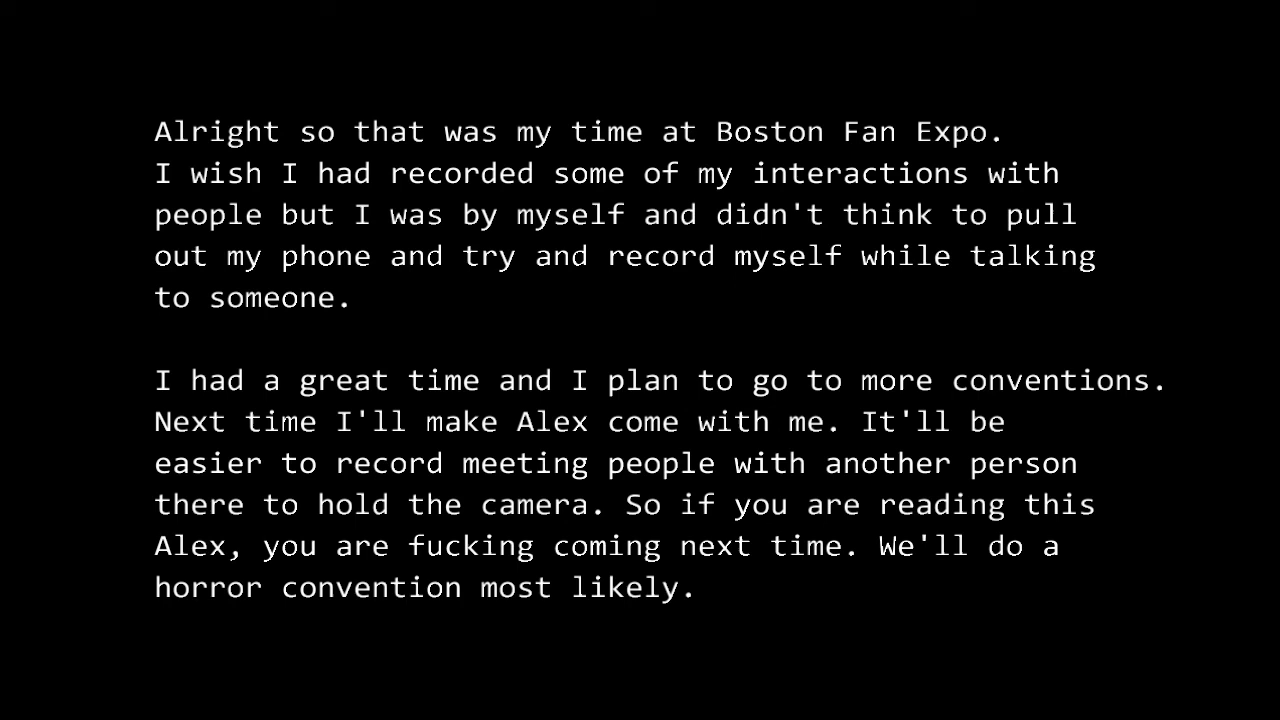 Alright so that was my time at Boston Fan Expo.
I wish I had recorded some of my interactions with
people but I was by myself and didn't think to pull
out my phone and try and record myself while talking
to someone.
I had a great time and I plan to go to more conventions.
Next time I'll make Alex come with me. It'll be
easier to record meeting people with another person
there to hold the camera. So if you are reading this
Alex, you are fucking coming next time. We'll do a
horror convention most likely.